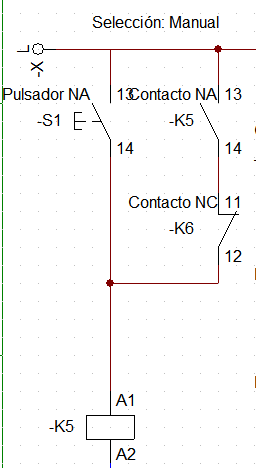 Selección: Manual
L
-X
Pulsador NA
13
Contacto NA
13
-S1
-K5
14
14
Contacto NC
11
-K6
12
A1
-K5
A2